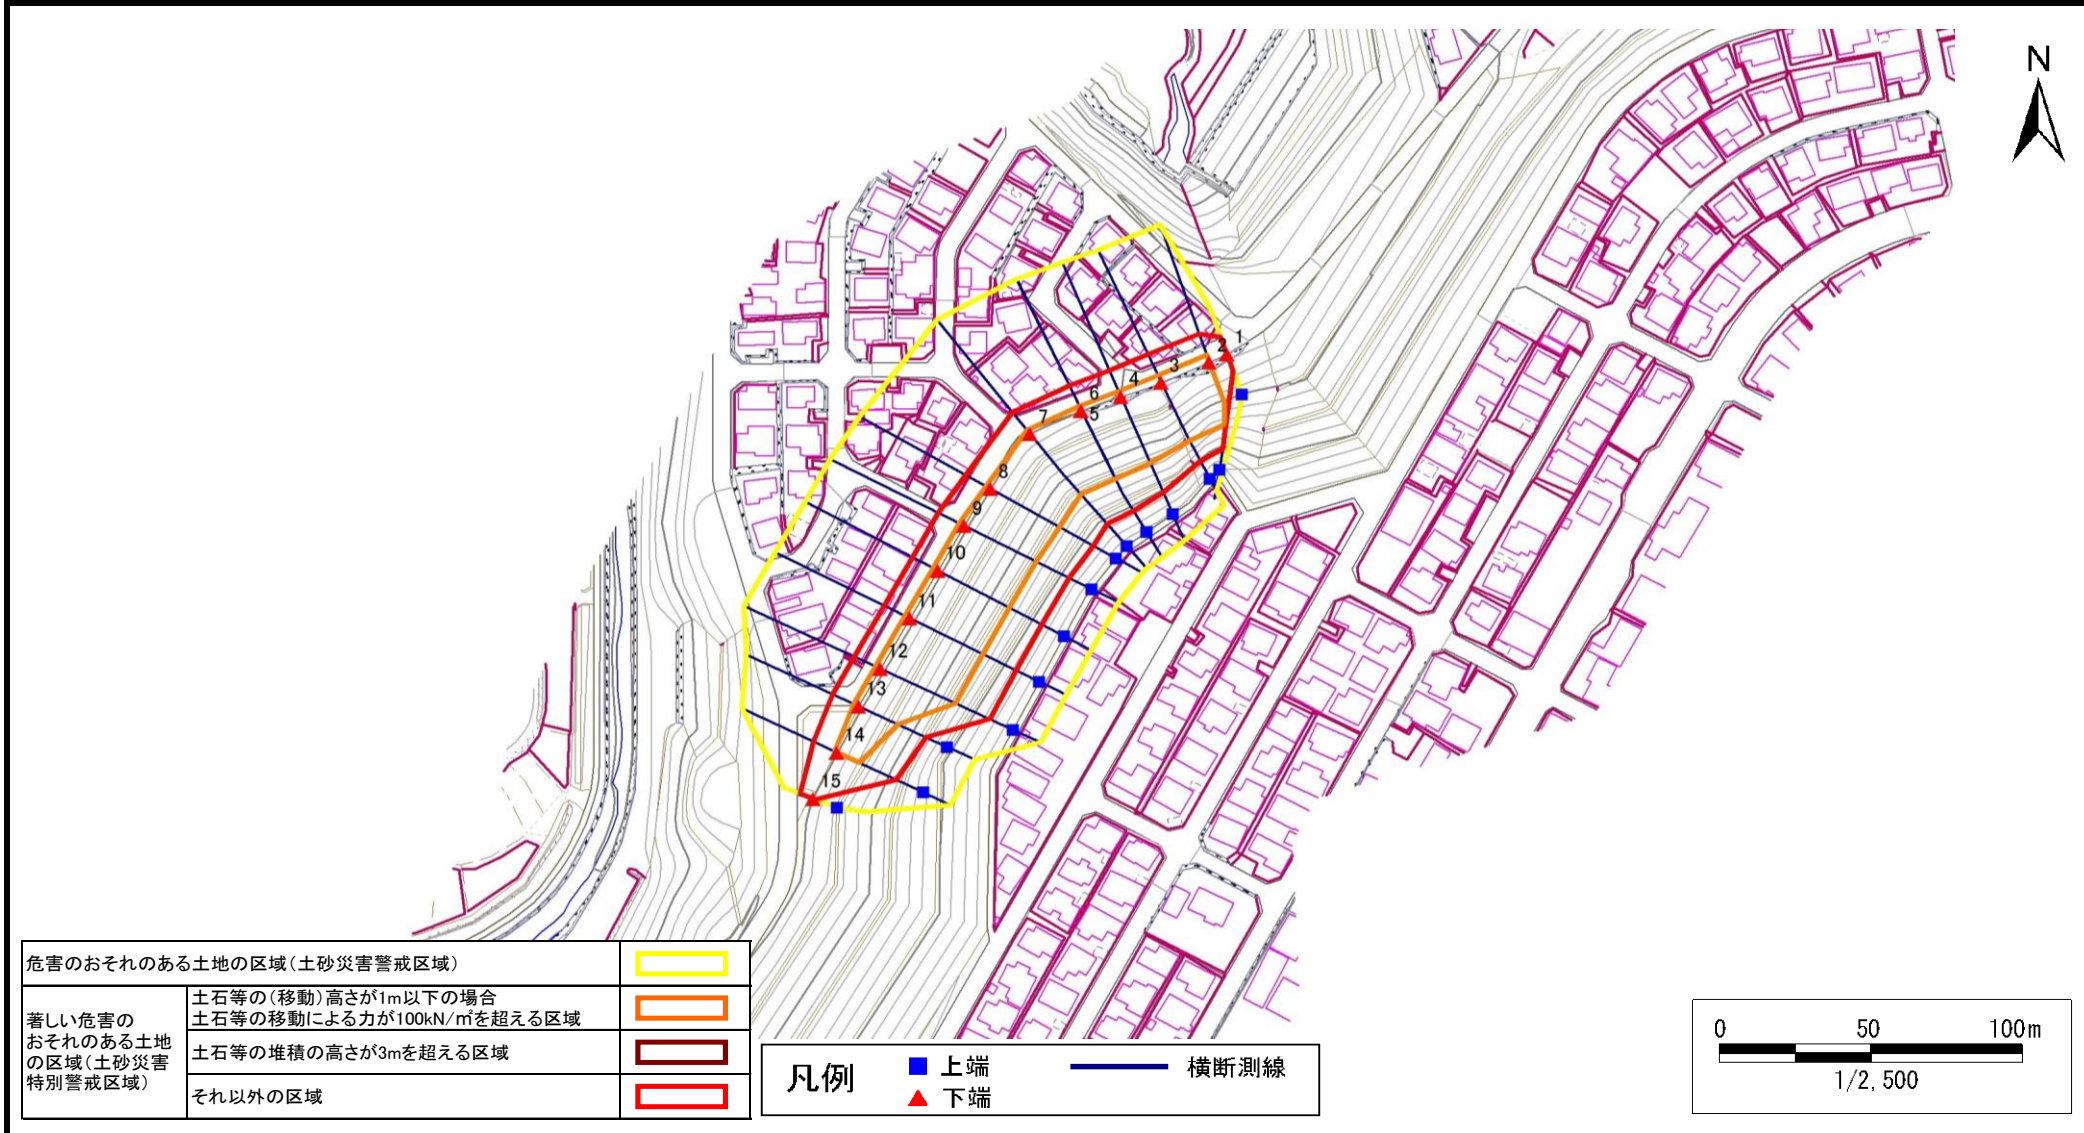 N
1
2
3
4
6
5
7
8
9
10
11
12
13
14
15
危害のおそれのある土地の区域(土砂災害警戒区域)
著しい危害の
おそれのある土地
の区域(土砂災害
特別警戒区域)
土石等の(移動)高さが1m以下の場合
土石等の移動による力が100kN/㎡を超える区域
土石等の堆積の高さが3mを超える区域
それ以外の区域
凡例
上端
下端
横断測線
0 50 100m
1/2,500